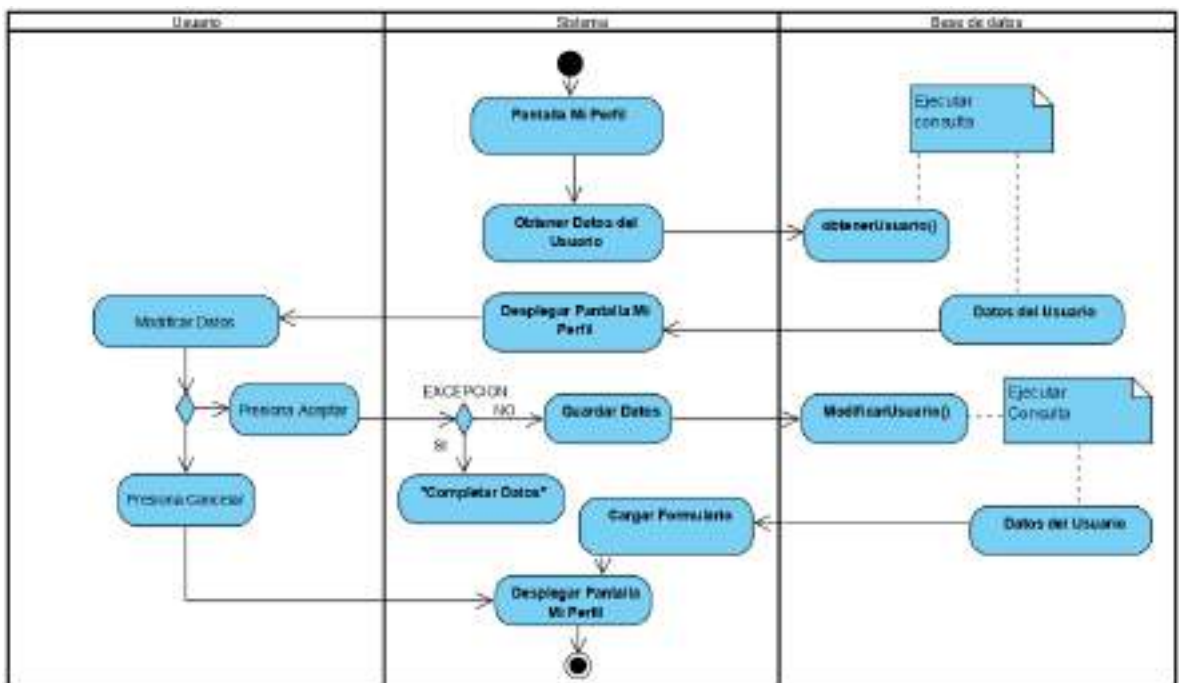 Usuario
Sistema
Base de datos
Pantalla Mi Perfil
Ejecutar
consulta
Obtener Datos del
Usuario
obtenerUsuario()
Modificar Datos
Desplegar Pantalla Mi
Perfil
Datos del Usuario
Presiona Aceptar
EXCEPCION
NO
SI
Guardar Datos
ModificarUsuario()
Ejecutar
Consulta
Presiona Cancelar
"Completar Datos"
Cargar Formulario
Datos del Usuario
Desplegar Pantalla
Mi Perfil